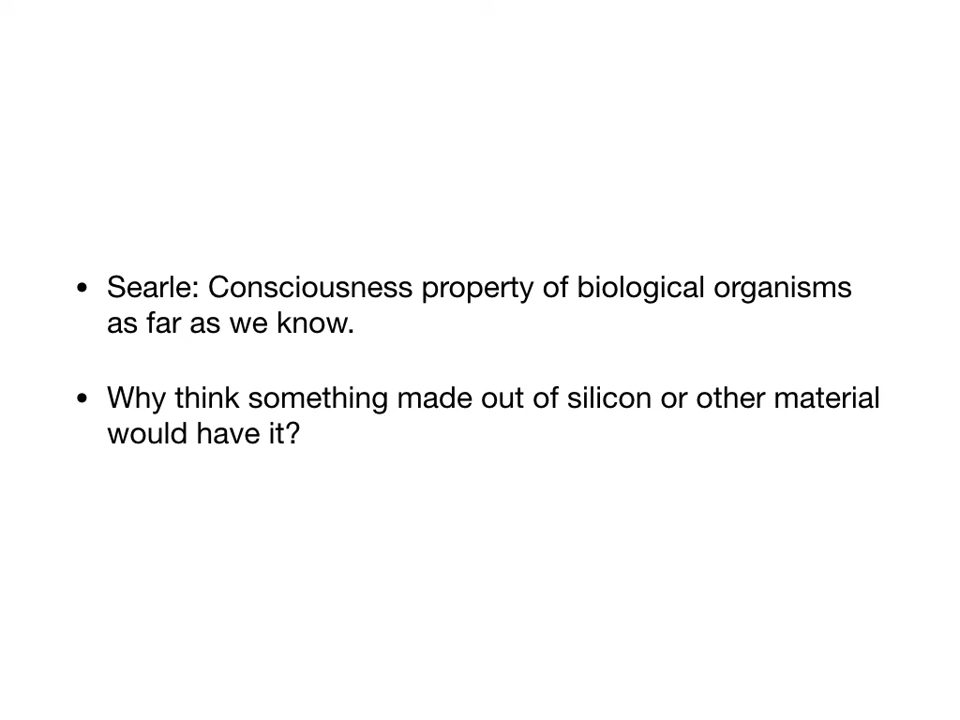 • Searle: Consciousness property of biological organisms
as far as we know.
• Why think something made out of silicon or other material
would have it?